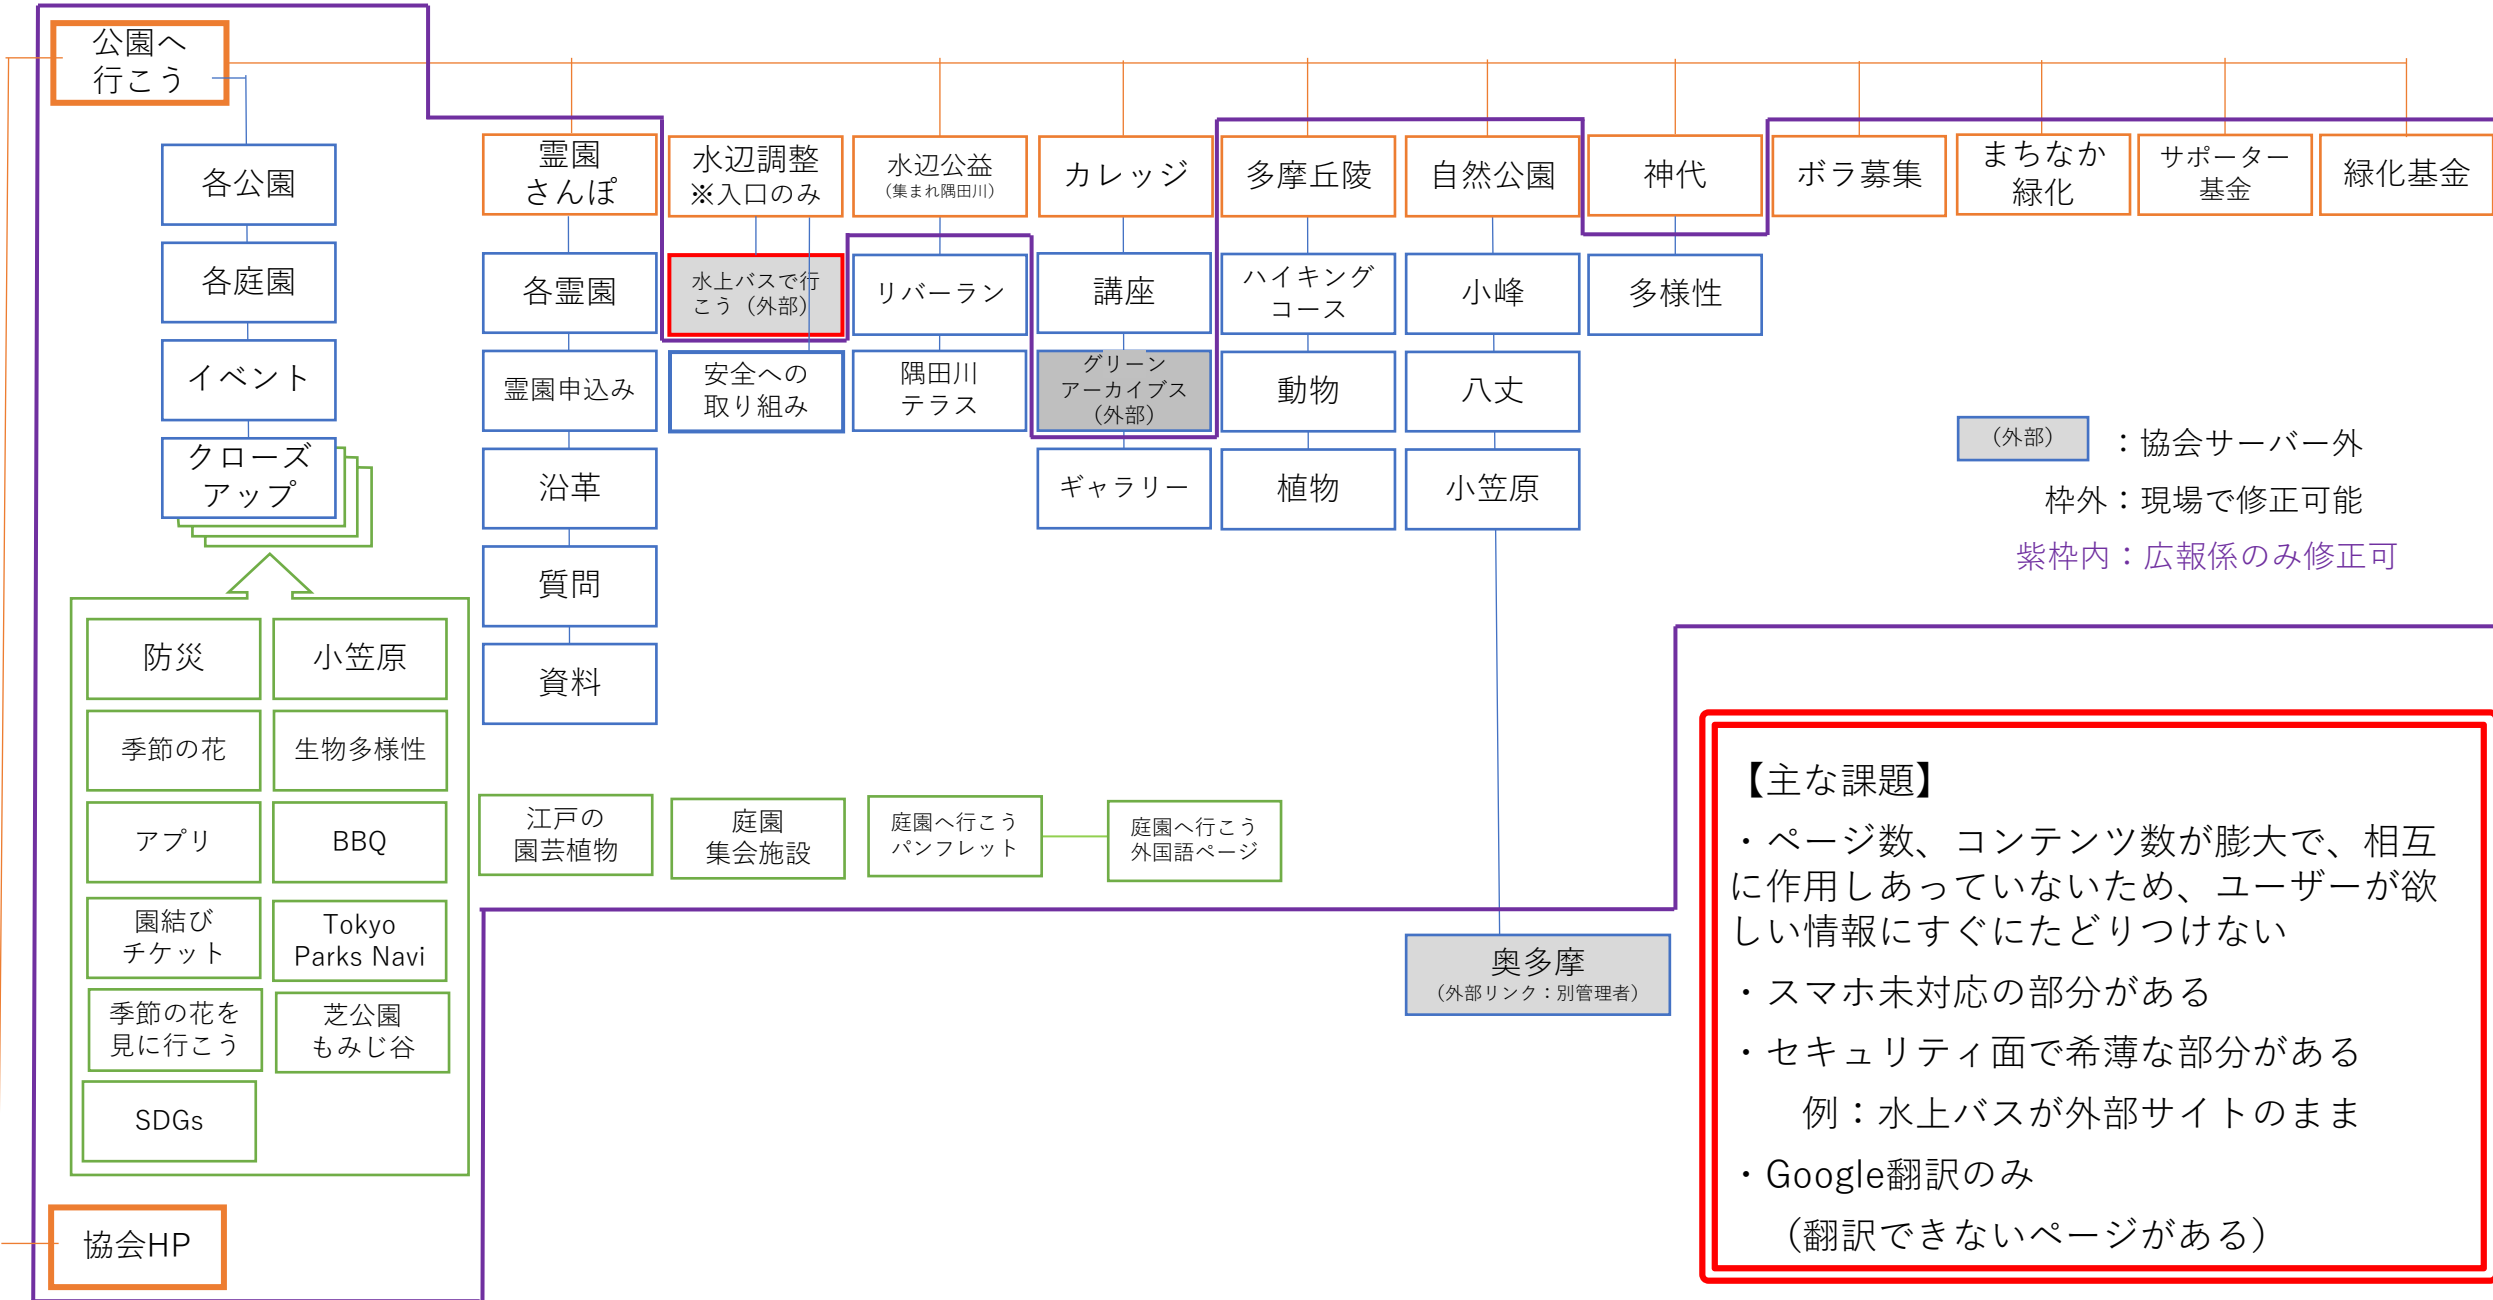 公園へ
行こう
各公園
各庭園
イベント
クローズ
アップ
防災
小笠原
季節の花
生物多様性
アプリ
BBQ
園結び
チケット
Tokyo
Parks Navi
季節の花を
見に行こう
芝公園
もみじ谷
SDGs
協会HP
霊園
さんぽ
各霊園
霊園申込み
沿革
質問
資料
水辺調整
※入口のみ
水上バスで行
こう（外部）
安全への
取り組み
水辺公益
（集まれ隅田川）
リバーラン
隅田川
テラス
カレッジ
講座
グリーン
アーカイブス
（外部）
ギャラリー
多摩丘陵
ハイキング
コース
動物
植物
自然公園
小峰
八丈
小笠原
奥多摩
（外部リンク：別管理者）
神代
多様性
ボラ募集
まちなか
緑化
サポーター
基金
緑化基金
江戸の
園芸植物
庭園
集会施設
庭園へ行こう
パンフレット
庭園へ行こう
外国語ページ
（外部）
：協会サーバー外
枠外：現場で修正可能
紫枠内：広報係のみ修正可
【主な課題】
・ページ数、コンテンツ数が膨大で、相互
に作用しあっていないため、ユーザーが欲
しい情報にすぐにたどりつけない
・スマホ未対応の部分がある
・セキュリティ面で希薄な部分がある
例：水上バスが外部サイトのまま
・Google翻訳のみ
（翻訳できないページがある）